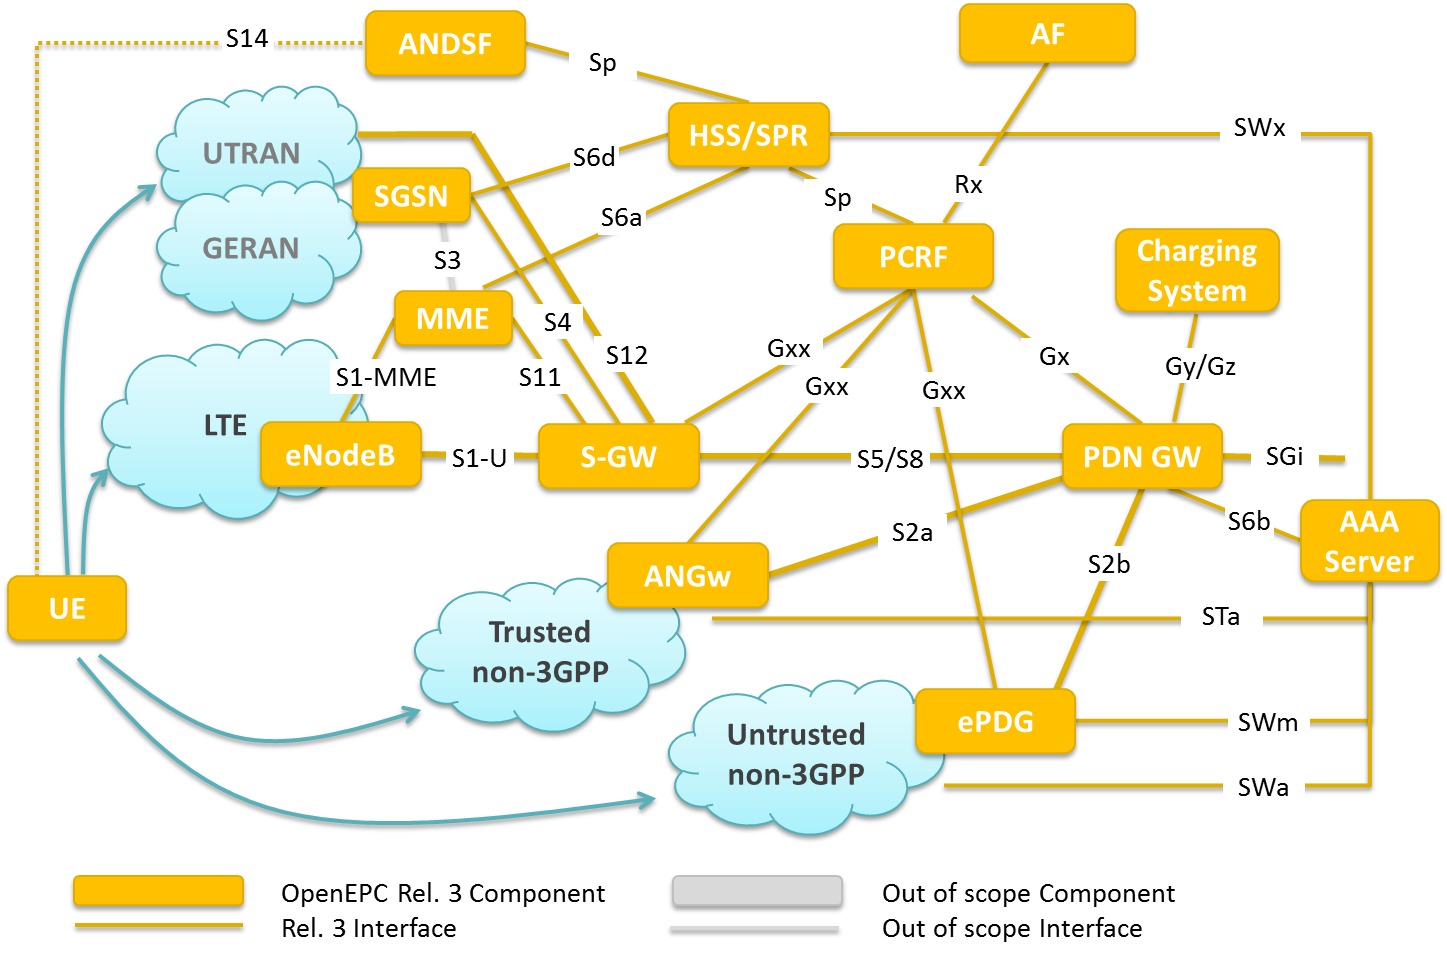 S14
ANDSF
AF
Sp
HSS/SPR
SWx
UTRAN
S6d
SGSN
Rx
Sp
S6a
GERAN
S3
PCRF
Charging
System
MME
S4
S12
Gxx
Gx
Gy/Gz
S1-MME
S11
Gxx
Gxx
LTE
eNodeB
S1-U
S-GW
S5/S8
PDN GW
SGi
S6b
AAA
Server
S2a
S2b
ANGw
UE
STa
Trusted
non-3GPP
ePDG
SWm
Untrusted
non-3GPP
SWa
OpenEPC Rel. 3 Component
Out of scope Component
Rel. 3 Interface
Out of scope Interface